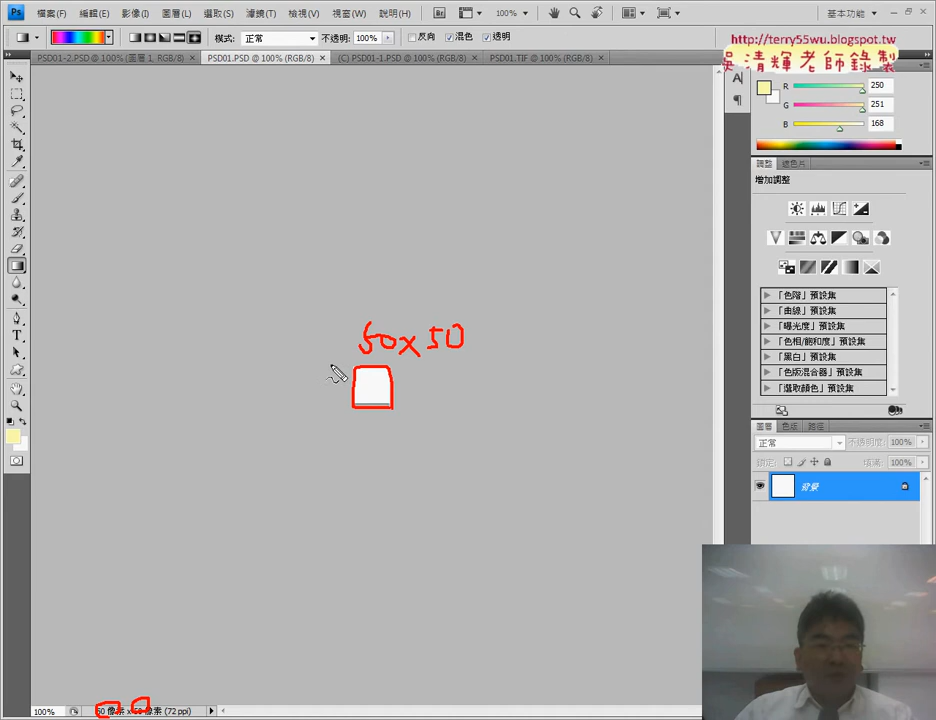 Ps 檔案(F) 編輯(E) 影像(I) 圖層(L) 選取(S) 濾鏡(T) 檢視(V) 視窗(W) 說明(H) Br 100% 基本功能
模式: 正常 不透明: 100% 反向 混色 透明
http://terry55wu.blogspot.tw
吳清輝老師錄製
PSD01-2.PSD @ 100% (圖層 1, RGB/8) × PSD01.PSD @ 100% (RGB/8) × (C) PSD01-1.PSD @ 100% (RGB/8) × PSD01.TIF @ 100% (RGB/8) ×
R 250
G 251
B 168
調整 遮色片
增加調整
「色階」預設集
「曲線」預設集
「曝光度」預設集
「色相/飽和度」預設集
「黑白」預設集
「色版混合器」預設集
「選取顏色」預設集
50x50
圖層 色版 路徑
正常 不透明度: 100%
鎖定: 填滿: 100%
背景
100% 50 像素 x 50 像素 (72 ppi)